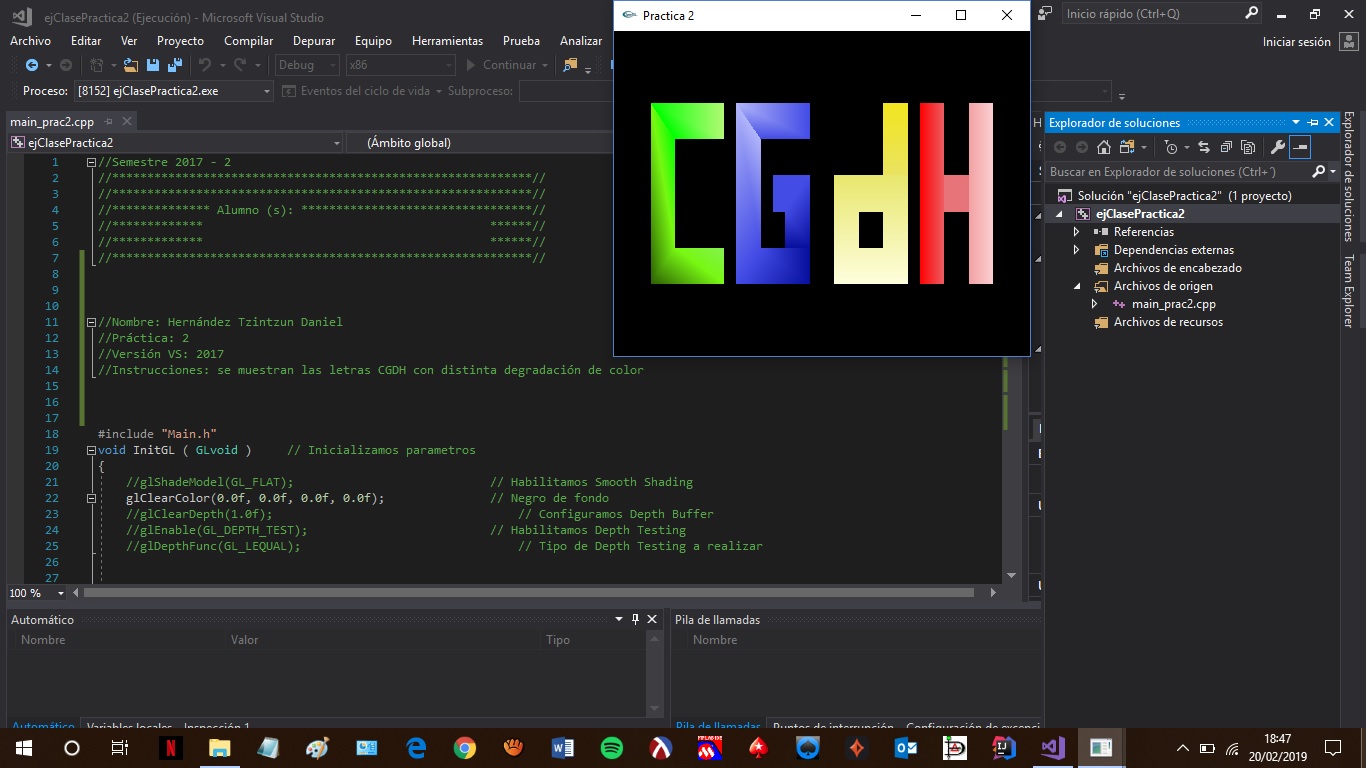 ejClasePractica2 (Ejecución) - Microsoft Visual Studio
Inicio rápido (Ctrl+Q)
Archivo Editar Ver Proyecto Compilar Depurar Equipo Herramientas Prueba Analizar
Iniciar sesión
Debug x86 Continuar
Proceso: [8152] ejClasePractica2.exe Eventos del ciclo de vida Subproceso:
Practica 2
CGdH
main_prac2.cpp
ejClasePractica2 (Ámbito global)
1 //Semestre 2017 - 2
2 //************************************************************//
3 //************************************************************//
4 //************** Alumno (s): *********************************//
5 //************* ******//
6 //************* ******//
7 //************************************************************//
8
9
10
11 //Nombre: Hernández Tzintzun Daniel
12 //Práctica: 2
13 //Versión VS: 2017
14 //Instrucciones: se muestran las letras CGDH con distinta degradación de color
15
16
17
18 #include "Main.h"
19 void InitGL ( GLvoid ) // Inicializamos parametros
20 {
21 //glShadeModel(GL_FLAT); // Habilitamos Smooth Shading
22 glClearColor(0.0f, 0.0f, 0.0f, 0.0f); // Negro de fondo
23 //glClearDepth(1.0f); // Configuramos Depth Buffer
24 //glEnable(GL_DEPTH_TEST); // Habilitamos Depth Testing
25 //glDepthFunc(GL_LEQUAL); // Tipo de Depth Testing a realizar
26
27
100 %
Explorador de soluciones
Buscar en Explorador de soluciones (Ctrl+´)
Solución "ejClasePractica2" (1 proyecto)
ejClasePractica2
Referencias
Dependencias externas
Archivos de encabezado
Archivos de origen
main_prac2.cpp
Archivos de recursos
Explorador de soluciones
Team Explorer
Automático
Nombre Valor Tipo
Automático Variables locales Inspección 1
Pila de llamadas
Nombre
Pila de llamadas Puntos de interrupción Configuración de excepci
18:47
20/02/2019